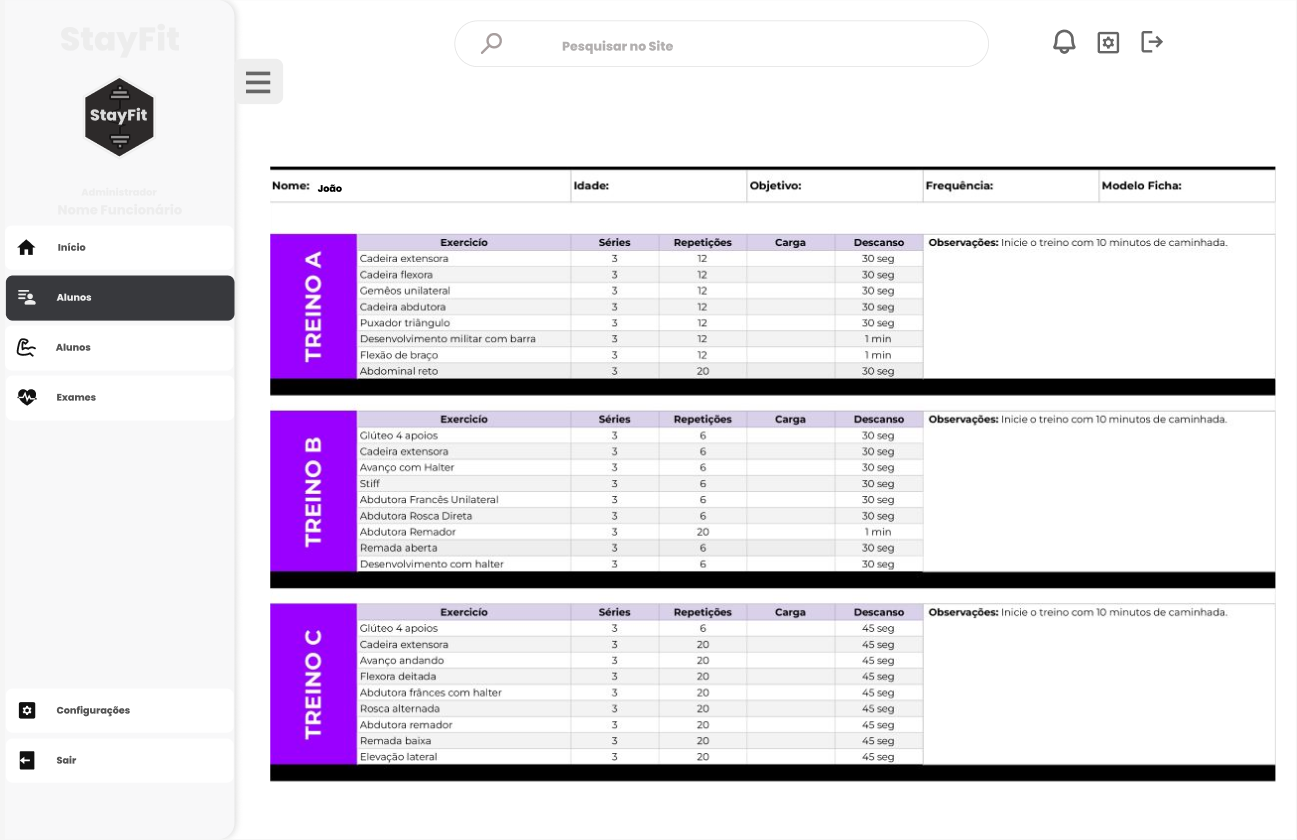 StayFit
StayFit
Administrador
Nome Funcionário
Início
Alunos
Alunos
Exames
Configurações
Sair
Pesquisar no Site
Nome: João Idade: Objetivo: Frequência: Modelo Ficha:
TREINO A
Exercicío Séries Repetições Carga Descanso Observações: Inicie o treino com 10 minutos de caminhada.
Cadeira extensora 3 12 30 seg
Cadeira flexora 3 12 30 seg
Gemêos unilateral 3 12 30 seg
Cadeira abdutora 3 12 30 seg
Puxador triângulo 3 12 30 seg
Desenvolvimento militar com barra 3 12 1 min
Flexão de braço 3 12 1 min
Abdominal reto 3 20 30 seg
TREINO B
Exercicío Séries Repetições Carga Descanso Observações: Inicie o treino com 10 minutos de caminhada.
Glúteo 4 apoios 3 6 30 seg
Cadeira extensora 3 6 30 seg
Avanço com Halter 3 6 30 seg
Stiff 3 6 30 seg
Abdutora Francês Unilateral 3 6 30 seg
Abdutora Rosca Direta 3 6 30 seg
Abdutora Remador 3 20 1 min
Remada aberta 3 6 30 seg
Desenvolvimento com halter 3 6 30 seg
TREINO C
Exercicío Séries Repetições Carga Descanso Observações: Inicie o treino com 10 minutos de caminhada.
Glúteo 4 apoios 3 6 45 seg
Cadeira extensora 3 20 45 seg
Avanço andando 3 20 45 seg
Flexora deitada 3 20 45 seg
Abdutora frânces com halter 3 20 45 seg
Rosca alternada 3 20 45 seg
Abdutora remador 3 20 45 seg
Remada baixa 3 20 45 seg
Elevação lateral 3 20 45 seg